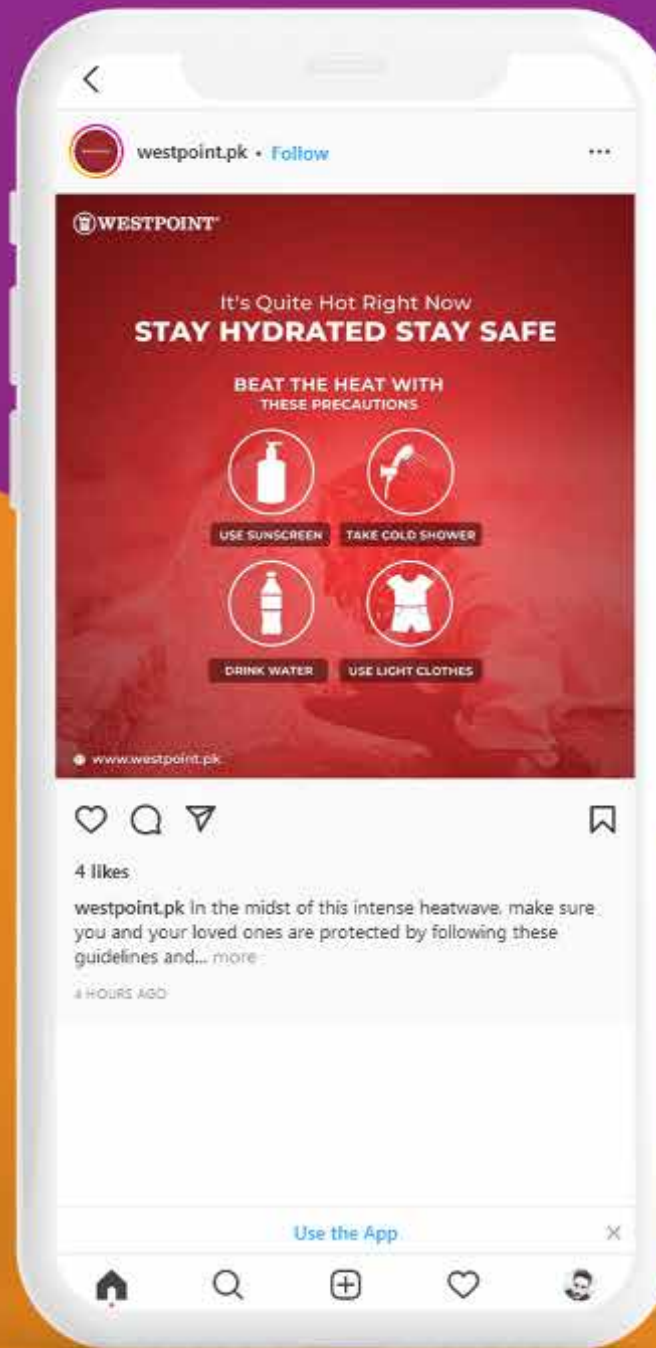 westpoint.pk • Follow
WESTPOINT
It's Quite Hot Right Now
STAY HYDRATED STAY SAFE
BEAT THE HEAT WITH
THESE PRECAUTIONS
USE SUNSCREEN TAKE COLD SHOWER
DRINK WATER USE LIGHT CLOTHES
www.westpoint.pk
4 likes
westpoint.pk In the midst of this intense heatwave, make sure
you and your loved ones are protected by following these
guidelines and... more
4 HOURS AGO
Use the App